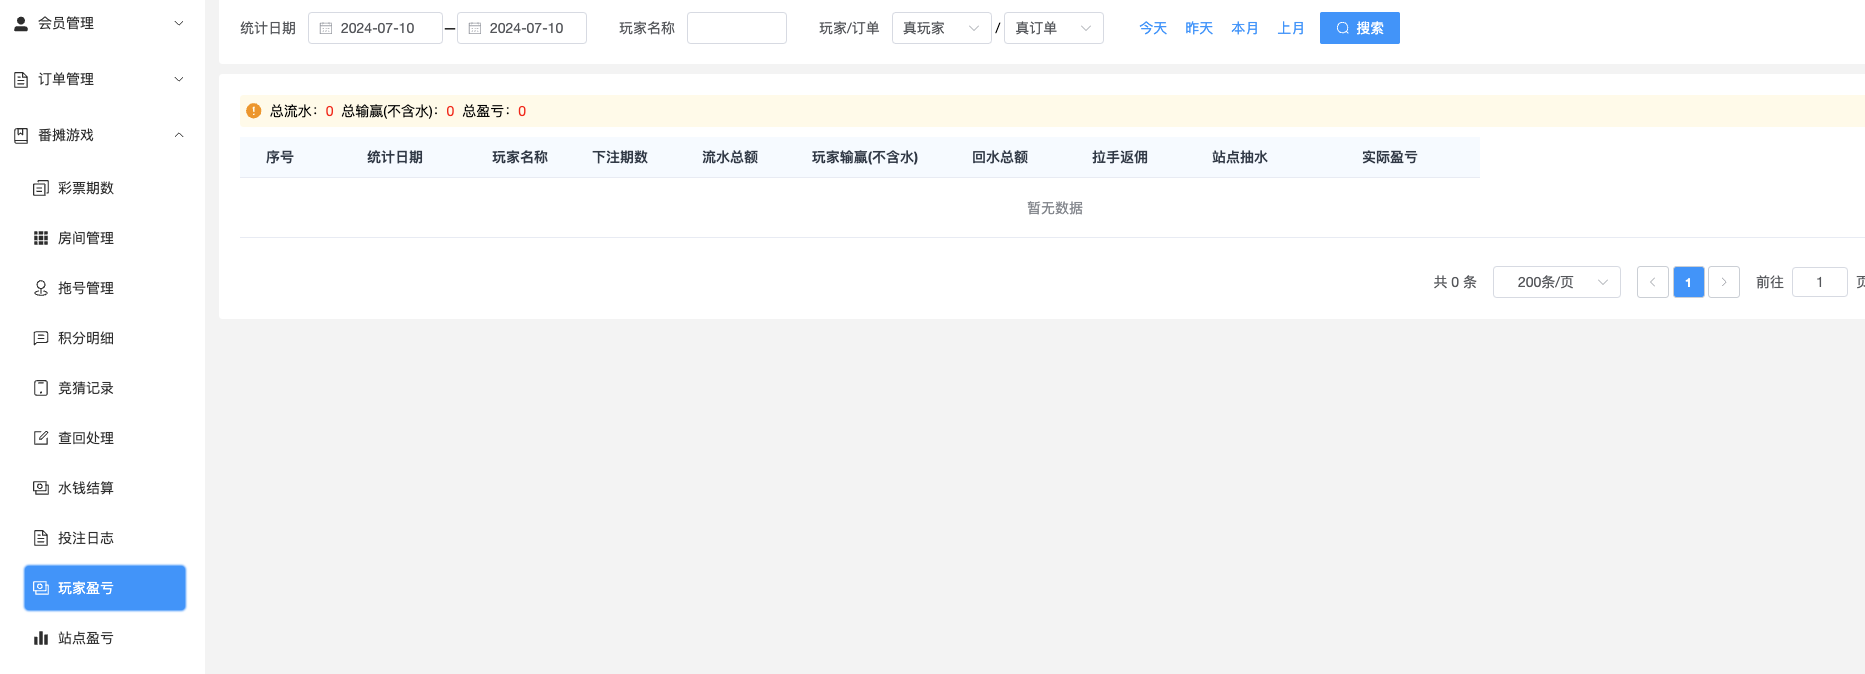 会员管理
订单管理
番摊游戏
彩票期数
房间管理
拖号管理
积分明细
竞猜记录
查回处理
水钱结算
投注日志
玩家盈亏
站点盈亏
统计日期 2024-07-10 — 2024-07-10 玩家名称 玩家/订单 真玩家 / 真订单 今天 昨天 本月 上月 搜索
总流水：0 总输赢(不含水)：0 总盈亏：0
序号 统计日期 玩家名称 下注期数 流水总额 玩家输赢(不含水) 回水总额 拉手返佣 站点抽水 实际盈亏
暂无数据
共 0 条 200条/页 1 前往 1